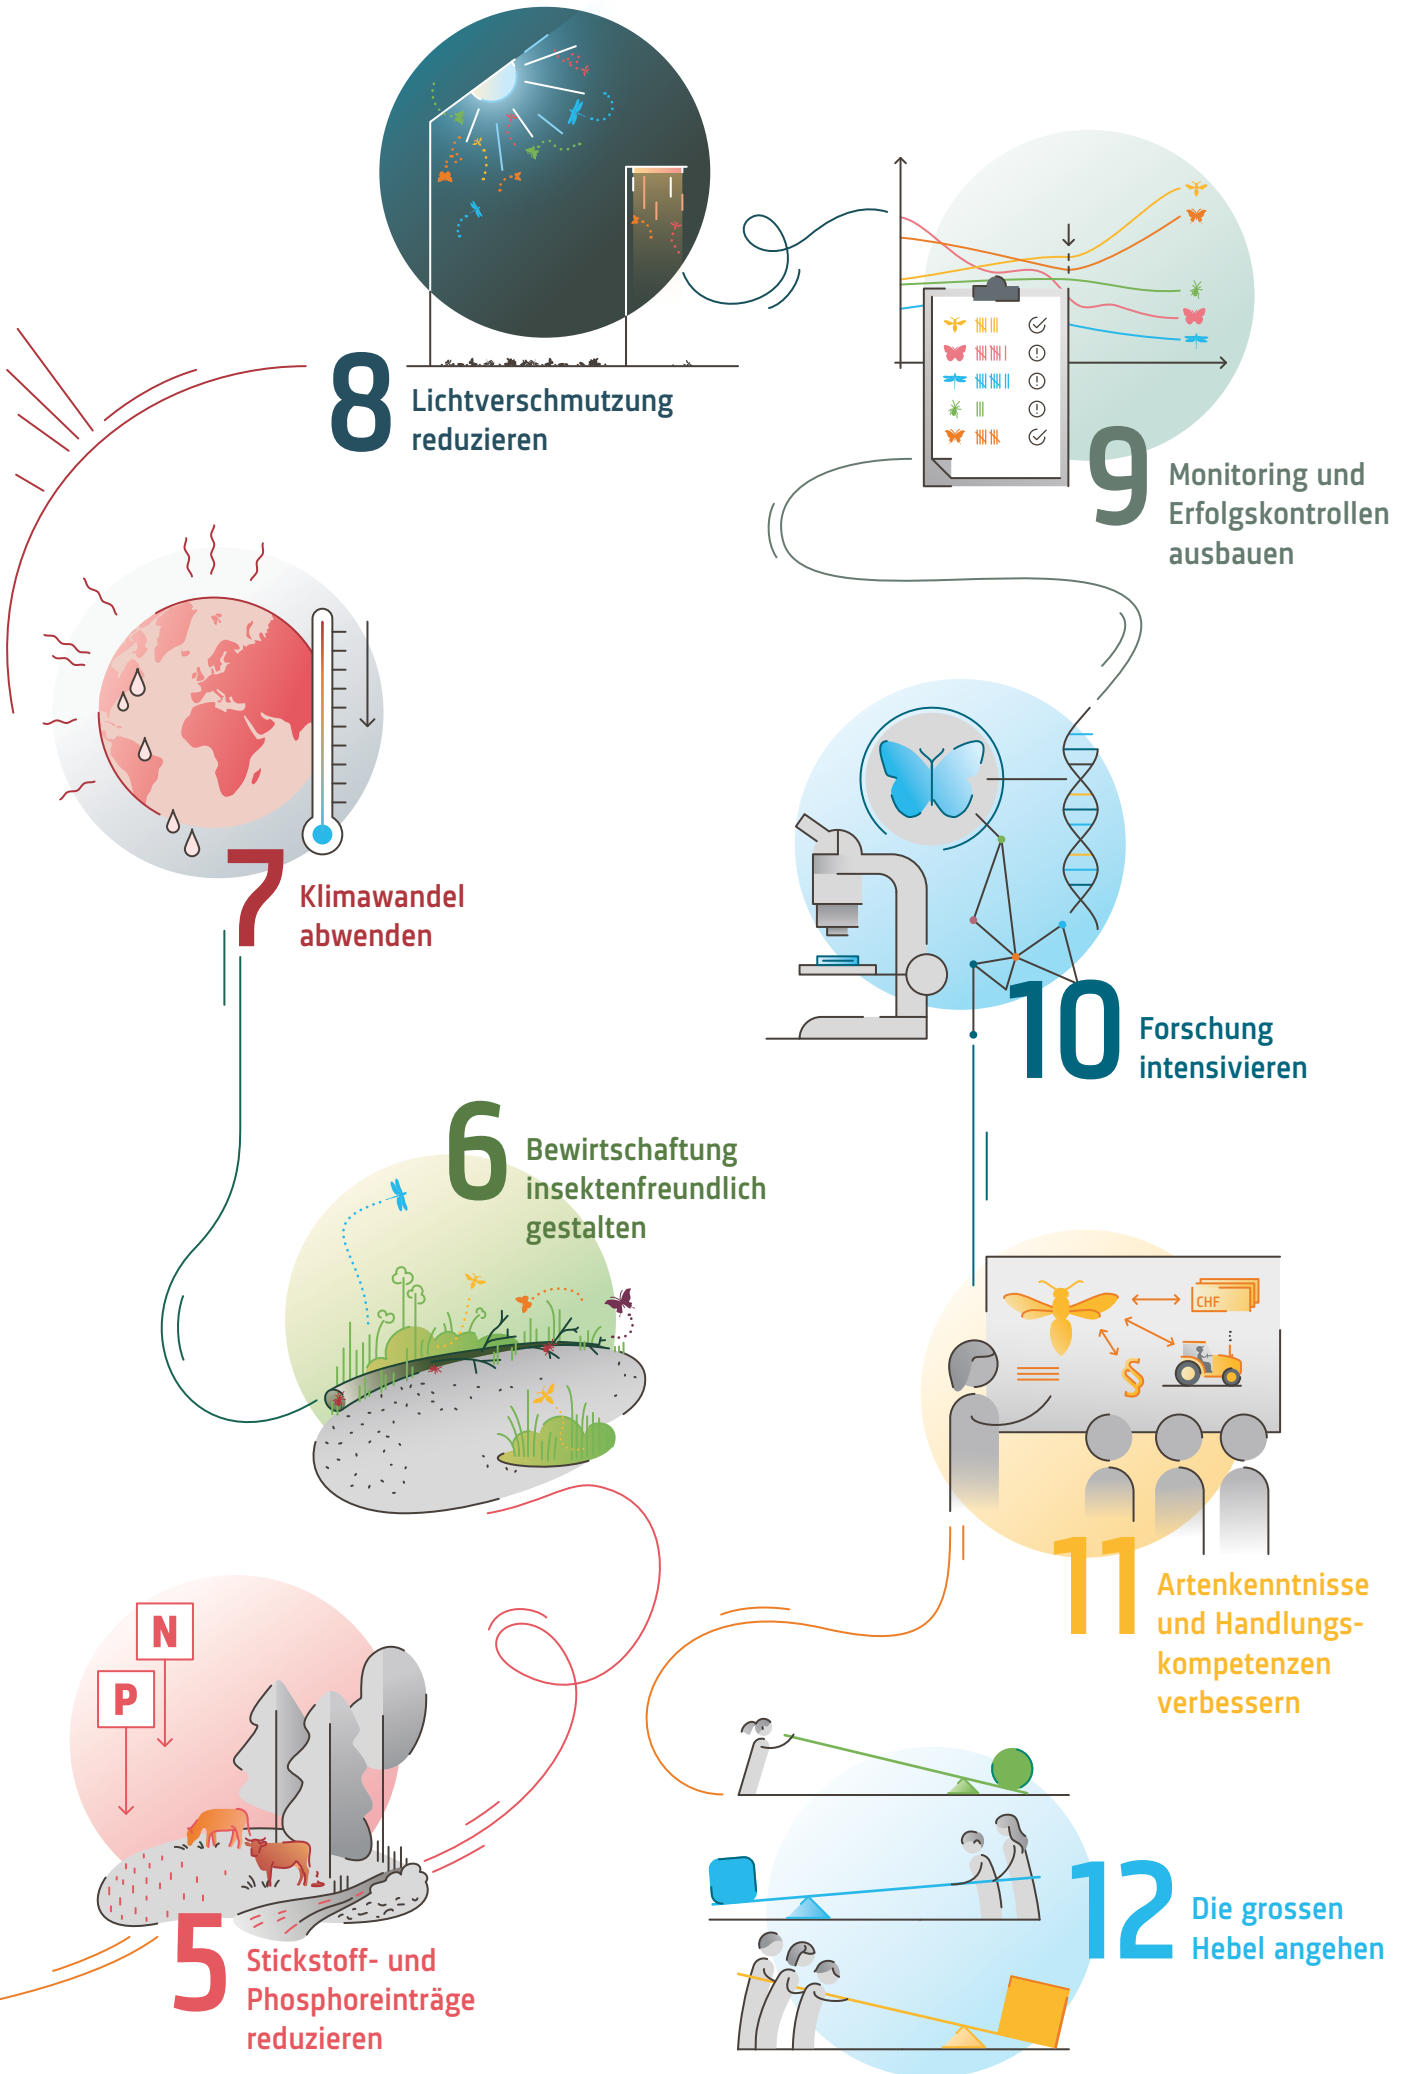 8
Lichtverschmutzung
reduzieren
9
Monitoring und
Erfolgskontrollen
ausbauen
7
Klimawandel
abwenden
10
Forschung
intensivieren
6
Bewirtschaftung
insektenfreundlich
gestalten
CHF
§
11
Artenkenntnisse
und Handlungs-
kompetenzen
verbessern
N
P
5
Stickstoff- und
Phosphoreinträge
reduzieren
12
Die grossen
Hebel angehen